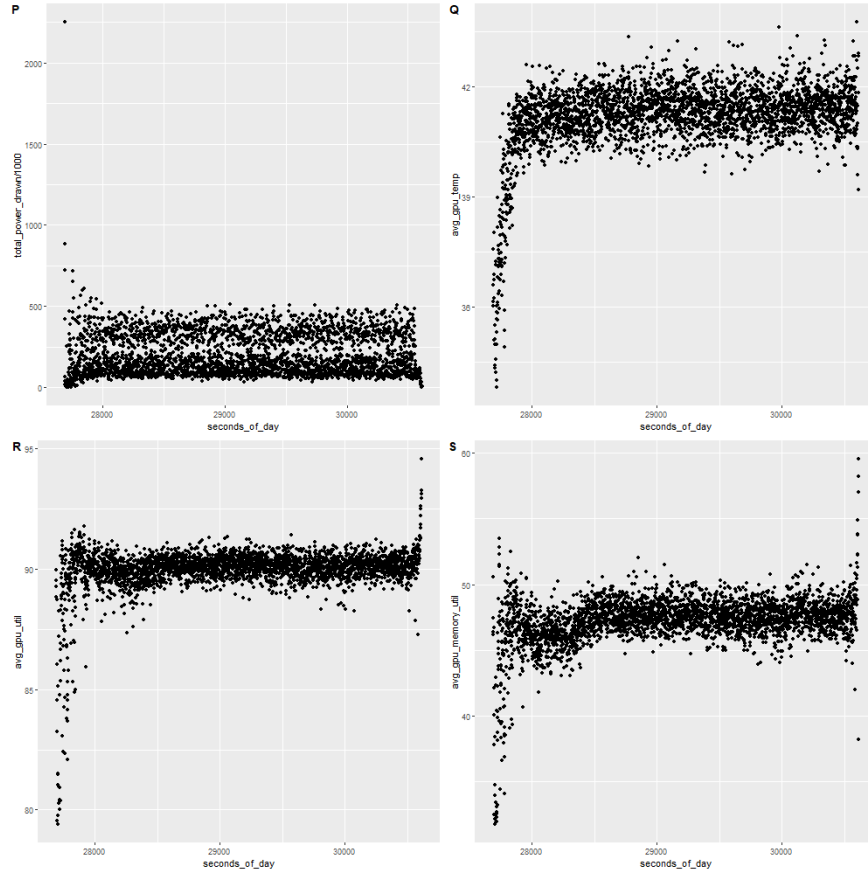 P
total_power_drawn/1000
2000
1500
1000
500
0
28000
29000
30000
seconds_of_day
Q
avg_gpu_temp
42
39
36
28000
29000
30000
seconds_of_day
R
avg_gpu_util
95
90
85
80
28000
29000
30000
seconds_of_day
S
avg_gpu_memory_util
60
50
40
28000
29000
30000
seconds_of_day